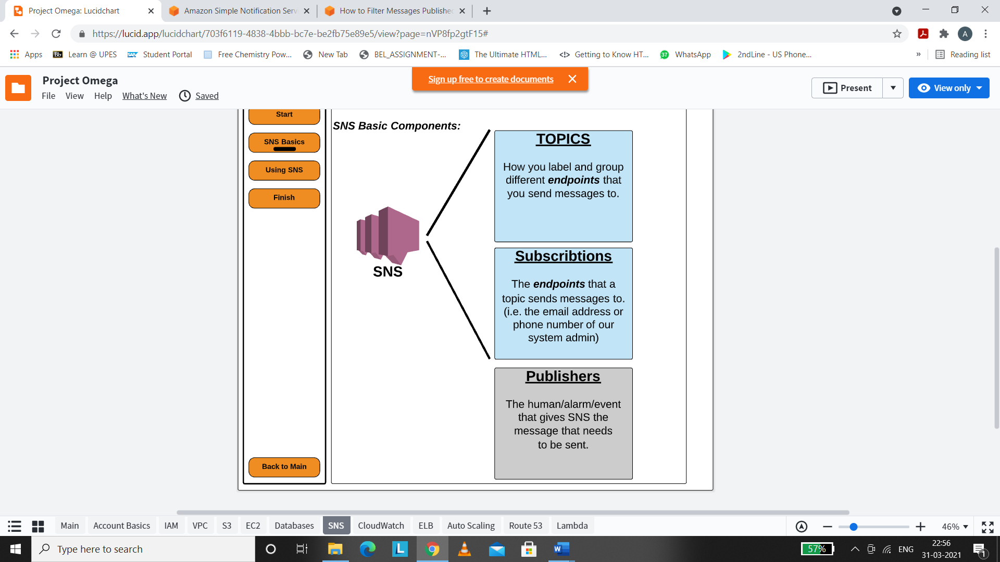 Project Omega: Lucidchart
Amazon Simple Notification Serv
How to Filter Messages Published
https://lucid.app/lucidchart/703f6119-4838-4bbb-bc7e-be2fb75e89e5/view?page=nVP8fp2gtF15#
A
Apps
Bb Learn @ UPES
SAP Student Portal
Free Chemistry Pow...
New Tab
BEL_ASSIGNMENT-...
The Ultimate HTML...
Getting to Know HT...
37 WhatsApp
2ndLine - US Phone...
»
Reading list
Project Omega
File View Help What's New Saved
Sign up free to create documents
Present
View only
Start
SNS Basics
Using SNS
Finish
Back to Main
SNS Basic Components:
SNS
TOPICS
How you label and group
different endpoints that
you send messages to.
Subscribtions
The endpoints that a
topic sends messages to.
(i.e. the email address or
phone number of our
system admin)
Publishers
The human/alarm/event
that gives SNS the
message that needs
to be sent.
Main Account Basics IAM VPC S3 EC2 Databases SNS CloudWatch ELB Auto Scaling Route 53 Lambda
46%
Type here to search
L
W
57%
ENG
22:56
31-03-2021
1